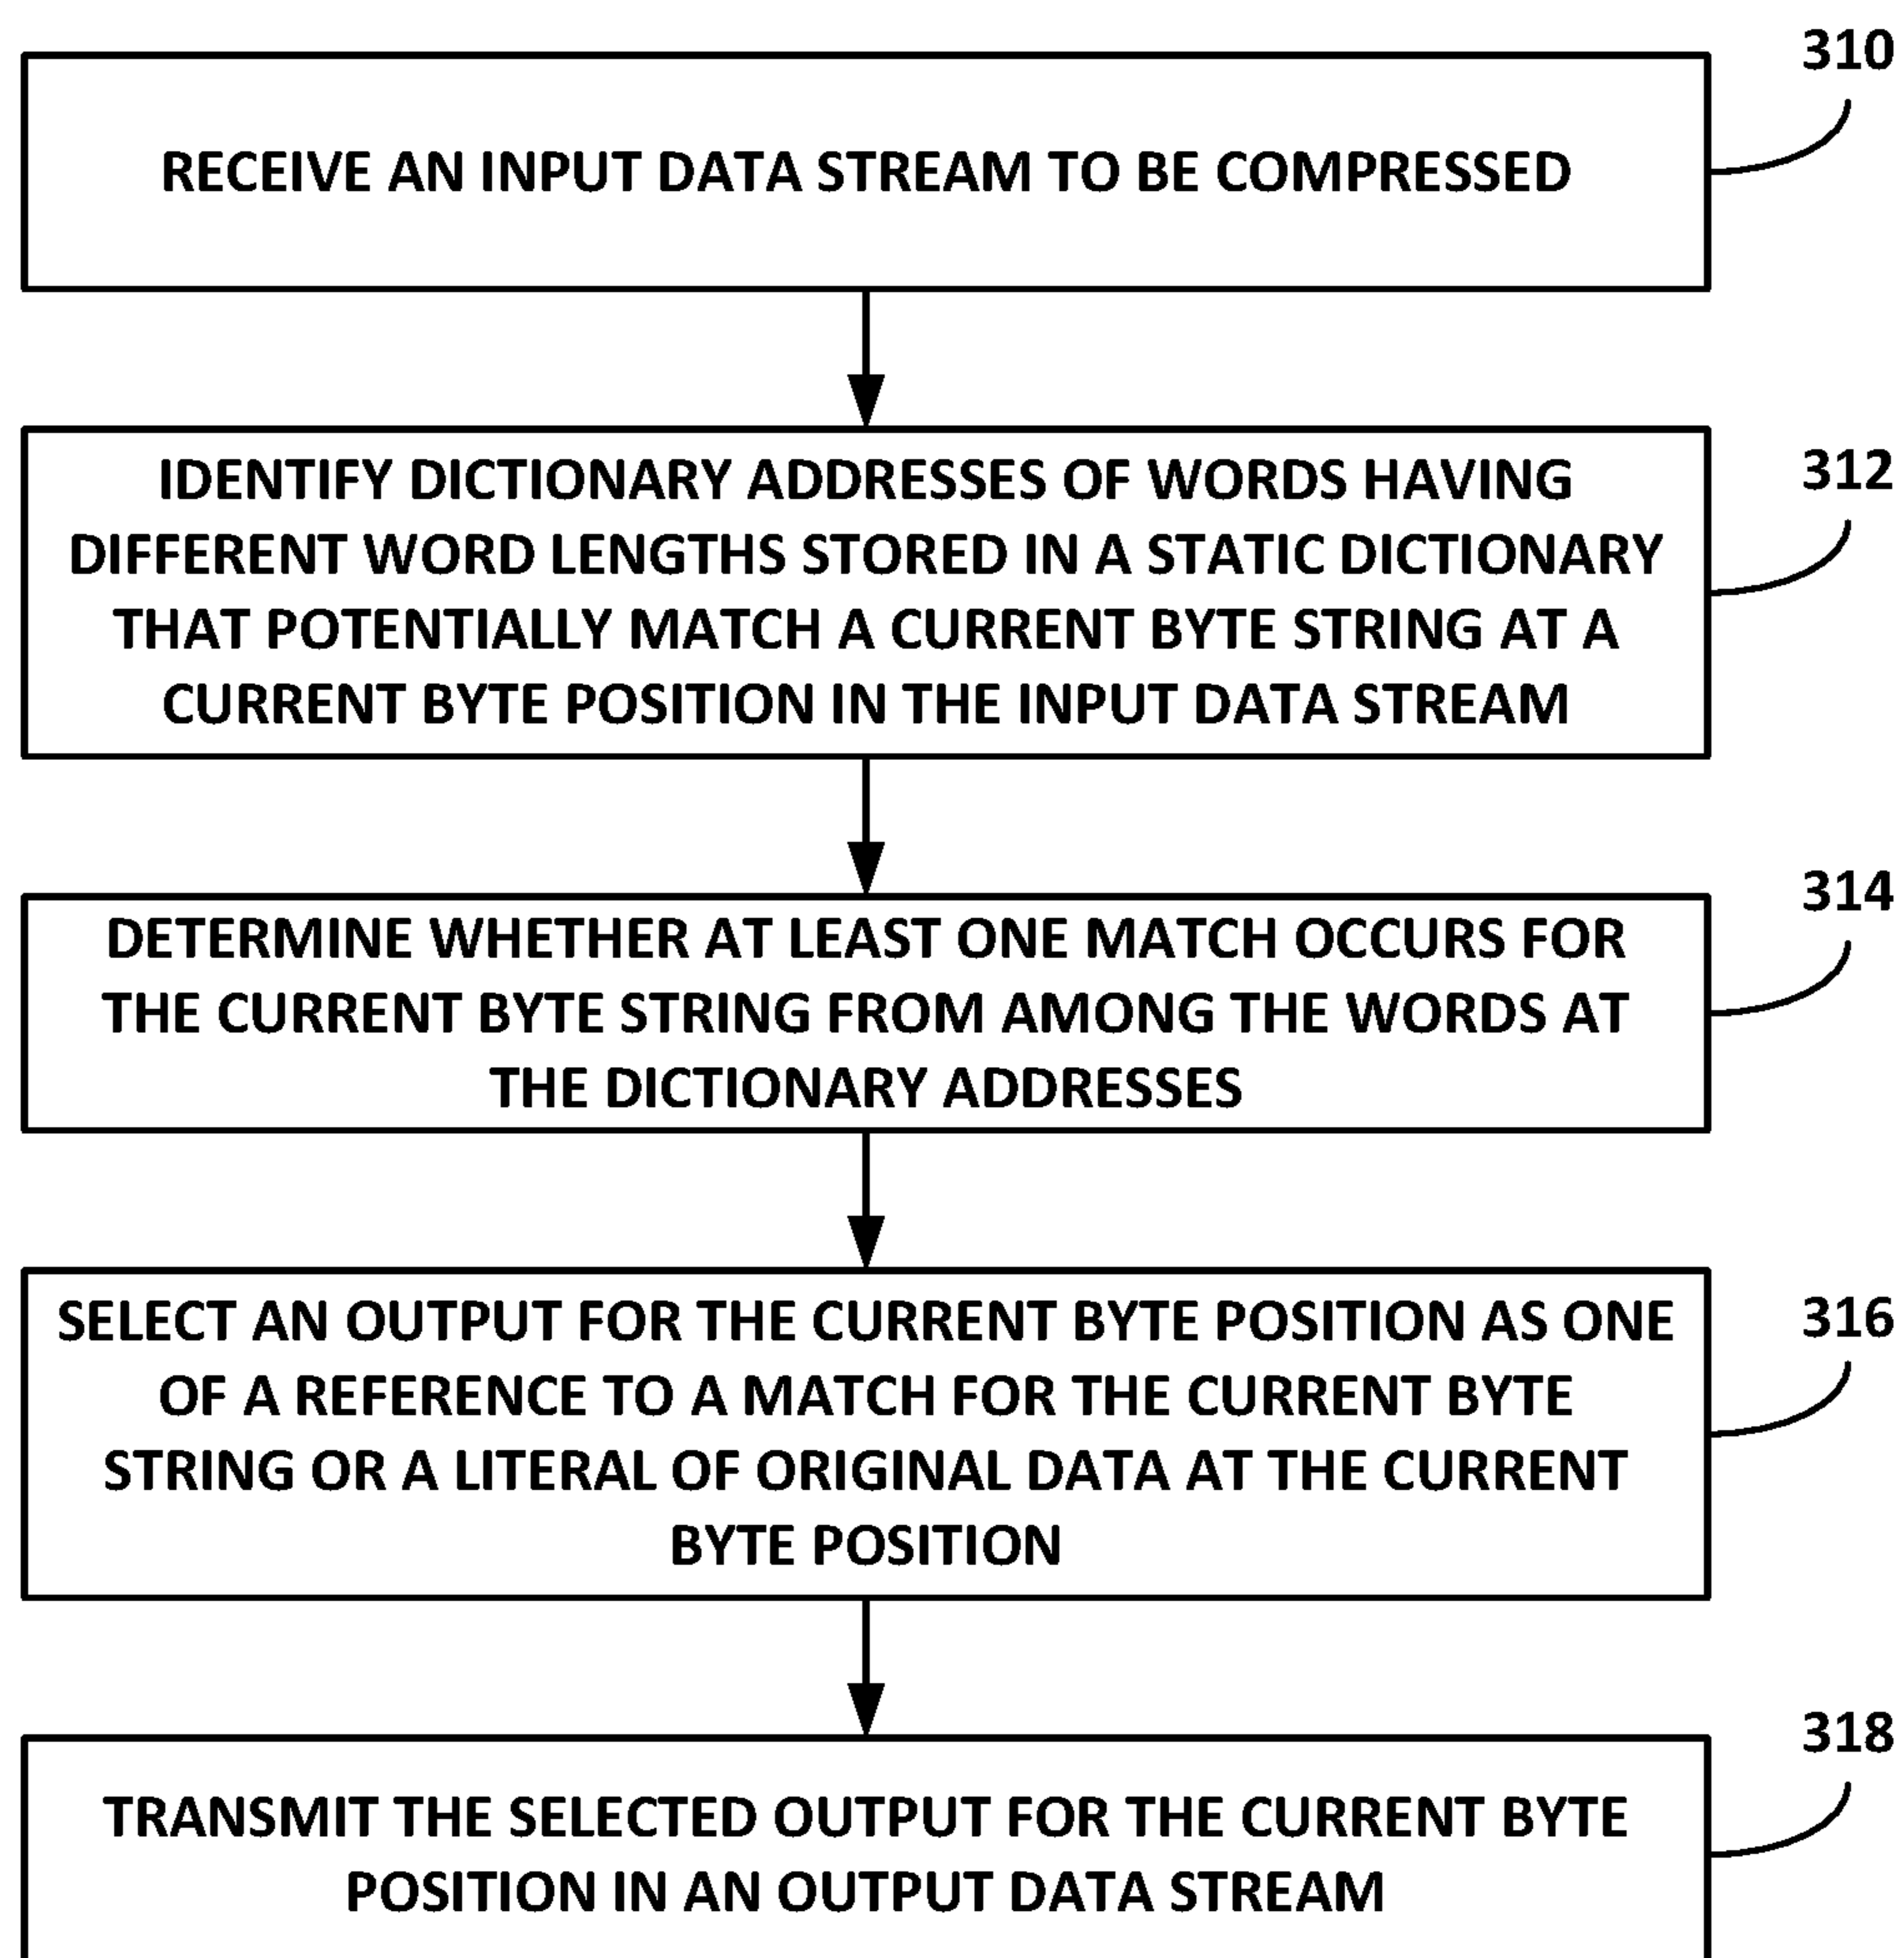 310
RECEIVE AN INPUT DATA STREAM TO BE COMPRESSED
312
IDENTIFY DICTIONARY ADDRESSES OF WORDS HAVING
DIFFERENT WORD LENGTHS STORED IN A STATIC DICTIONARY
THAT POTENTIALLY MATCH A CURRENT BYTE STRING AT A
CURRENT BYTE POSITION IN THE INPUT DATA STREAM
314
DETERMINE WHETHER AT LEAST ONE MATCH OCCURS FOR
THE CURRENT BYTE STRING FROM AMONG THE WORDS AT
THE DICTIONARY ADDRESSES
316
SELECT AN OUTPUT FOR THE CURRENT BYTE POSITION AS ONE
OF A REFERENCE TO A MATCH FOR THE CURRENT BYTE
STRING OR A LITERAL OF ORIGINAL DATA AT THE CURRENT
BYTE POSITION
318
TRANSMIT THE SELECTED OUTPUT FOR THE CURRENT BYTE
POSITION IN AN OUTPUT DATA STREAM